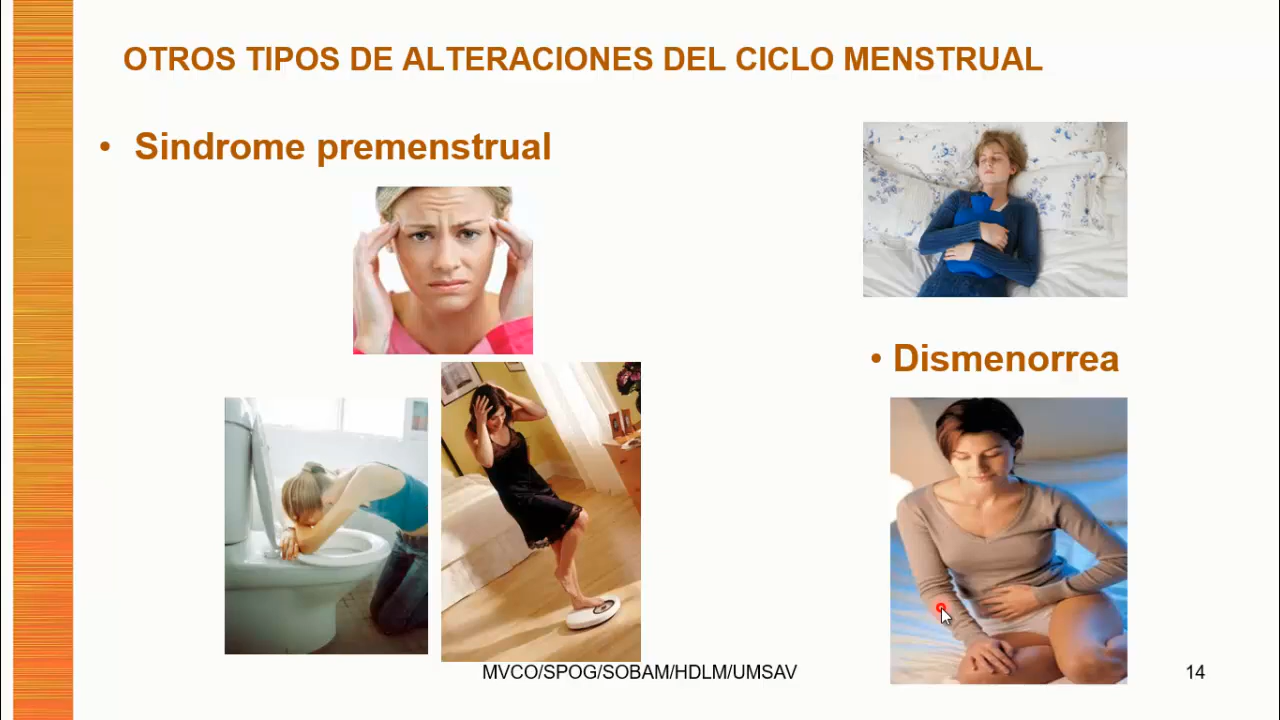 OTROS TIPOS DE ALTERACIONES DEL CICLO MENSTRUAL
• Sindrome premenstrual
• Dismenorrea
MVCO/SPOG/SOBAM/HDLM/UMSAV
14